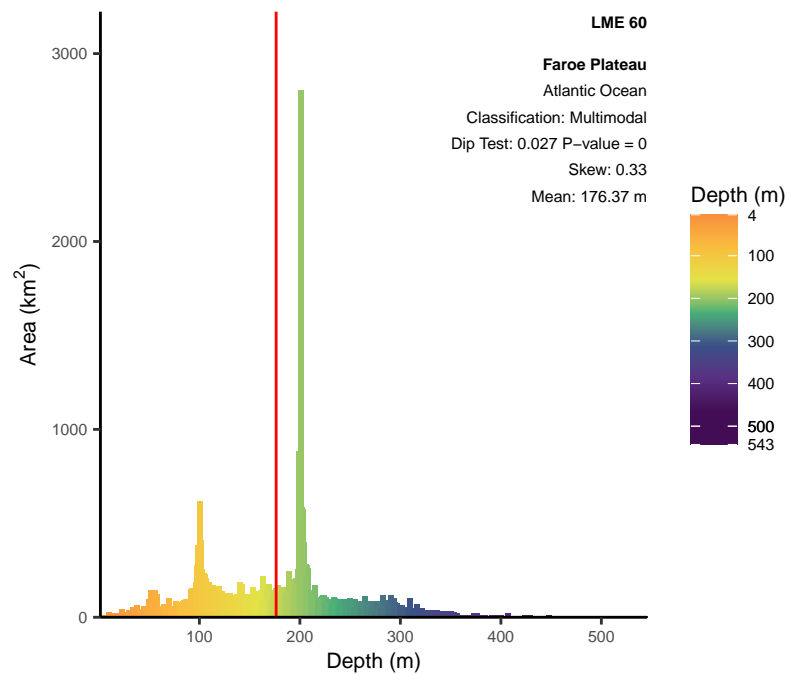 LME 60
Faroe Plateau
Atlantic Ocean
Classification: Multimodal
Dip Test: 0.027 P−value = 0
Skew: 0.33
Mean: 176.37 m
3000
2000
1000
0
Area (km²)
100 200 300 400 500
Depth (m)
Depth (m)
4
100
200
300
400
500
543